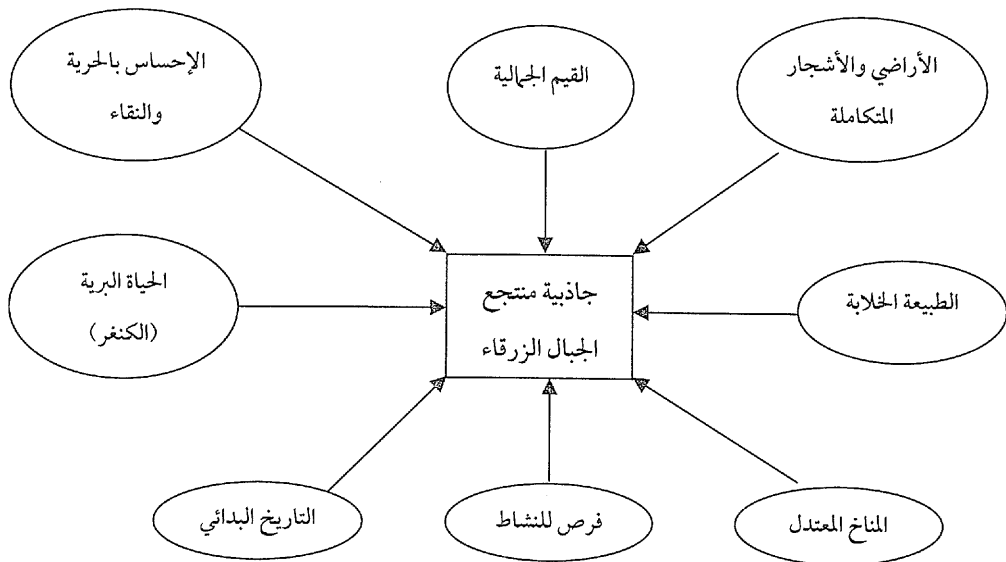 الأراضي والأشجار
المتكاملة
القيم الجمالية
الإحساس بالحرية
والنقاء
الطبيعة الخلابة
جاذبية منتجع
الجبال الزرقاء
الحياة البرية
(الكنغر)
المناخ المعتدل
فرص للنشاط
التاريخ البدائي